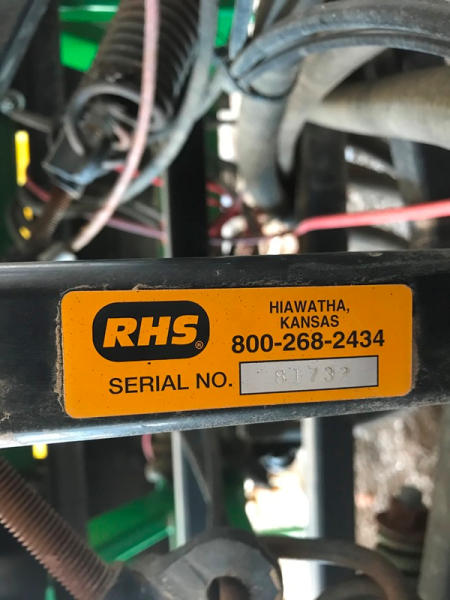 RHS®
HIAWATHA,
KANSAS
800-268-2434
SERIAL NO.